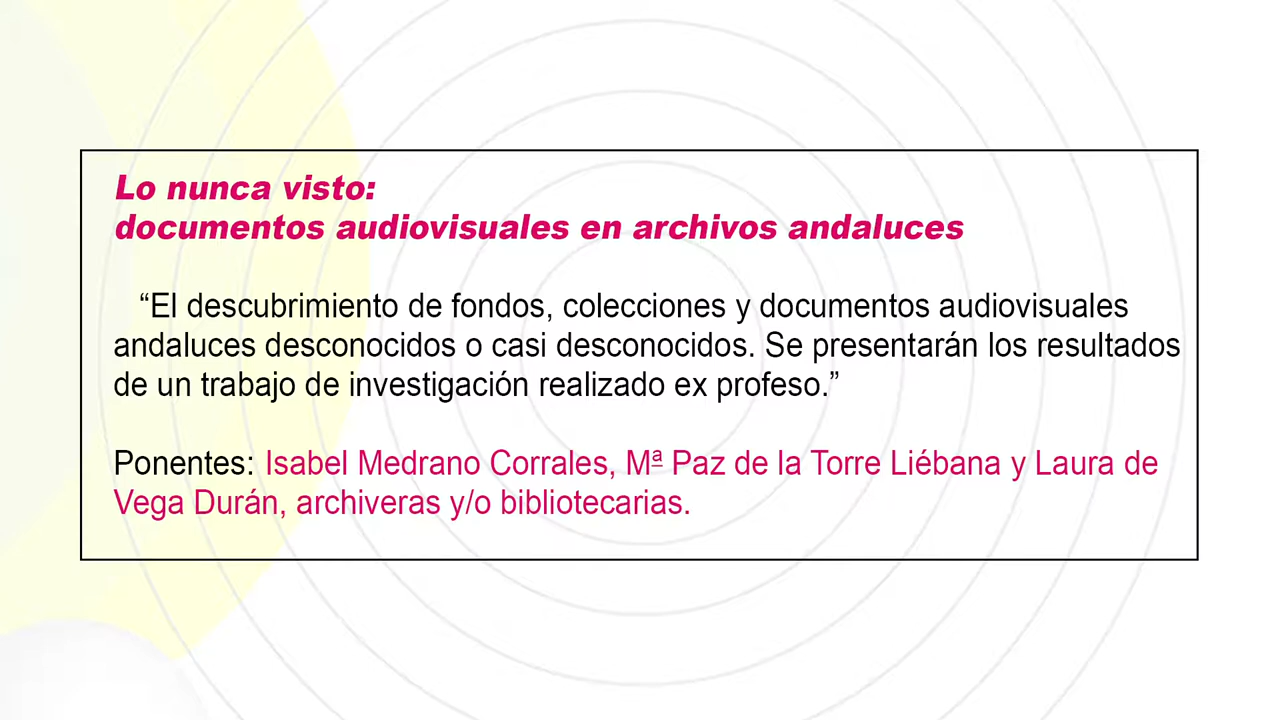 Lo nunca visto:
documentos audiovisuales en archivos andaluces
“El descubrimiento de fondos, colecciones y documentos audiovisuales
andaluces desconocidos o casi desconocidos. Se presentarán los resultados
de un trabajo de investigación realizado ex profeso.”
Ponentes: Isabel Medrano Corrales, Mª Paz de la Torre Liébana y Laura de
Vega Durán, archiveras y/o bibliotecarias.